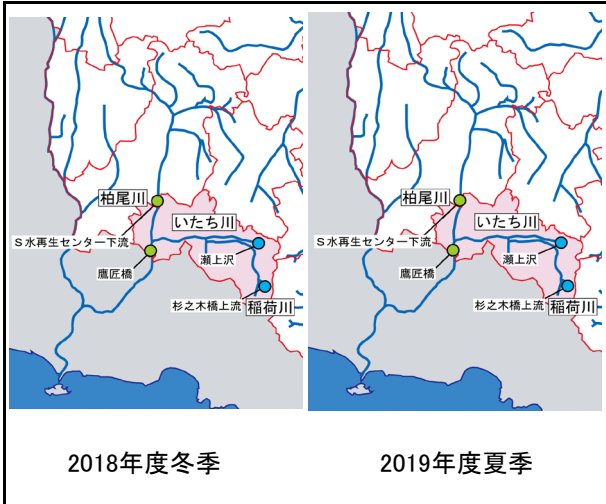 柏尾川
いたち川
S水再生センター下流
瀬上沢
鷹匠橋
杉之木橋上流
稲荷川
2018年度冬季
柏尾川
いたち川
S水再生センター下流
瀬上沢
鷹匠橋
杉之木橋上流
稲荷川
2019年度夏季